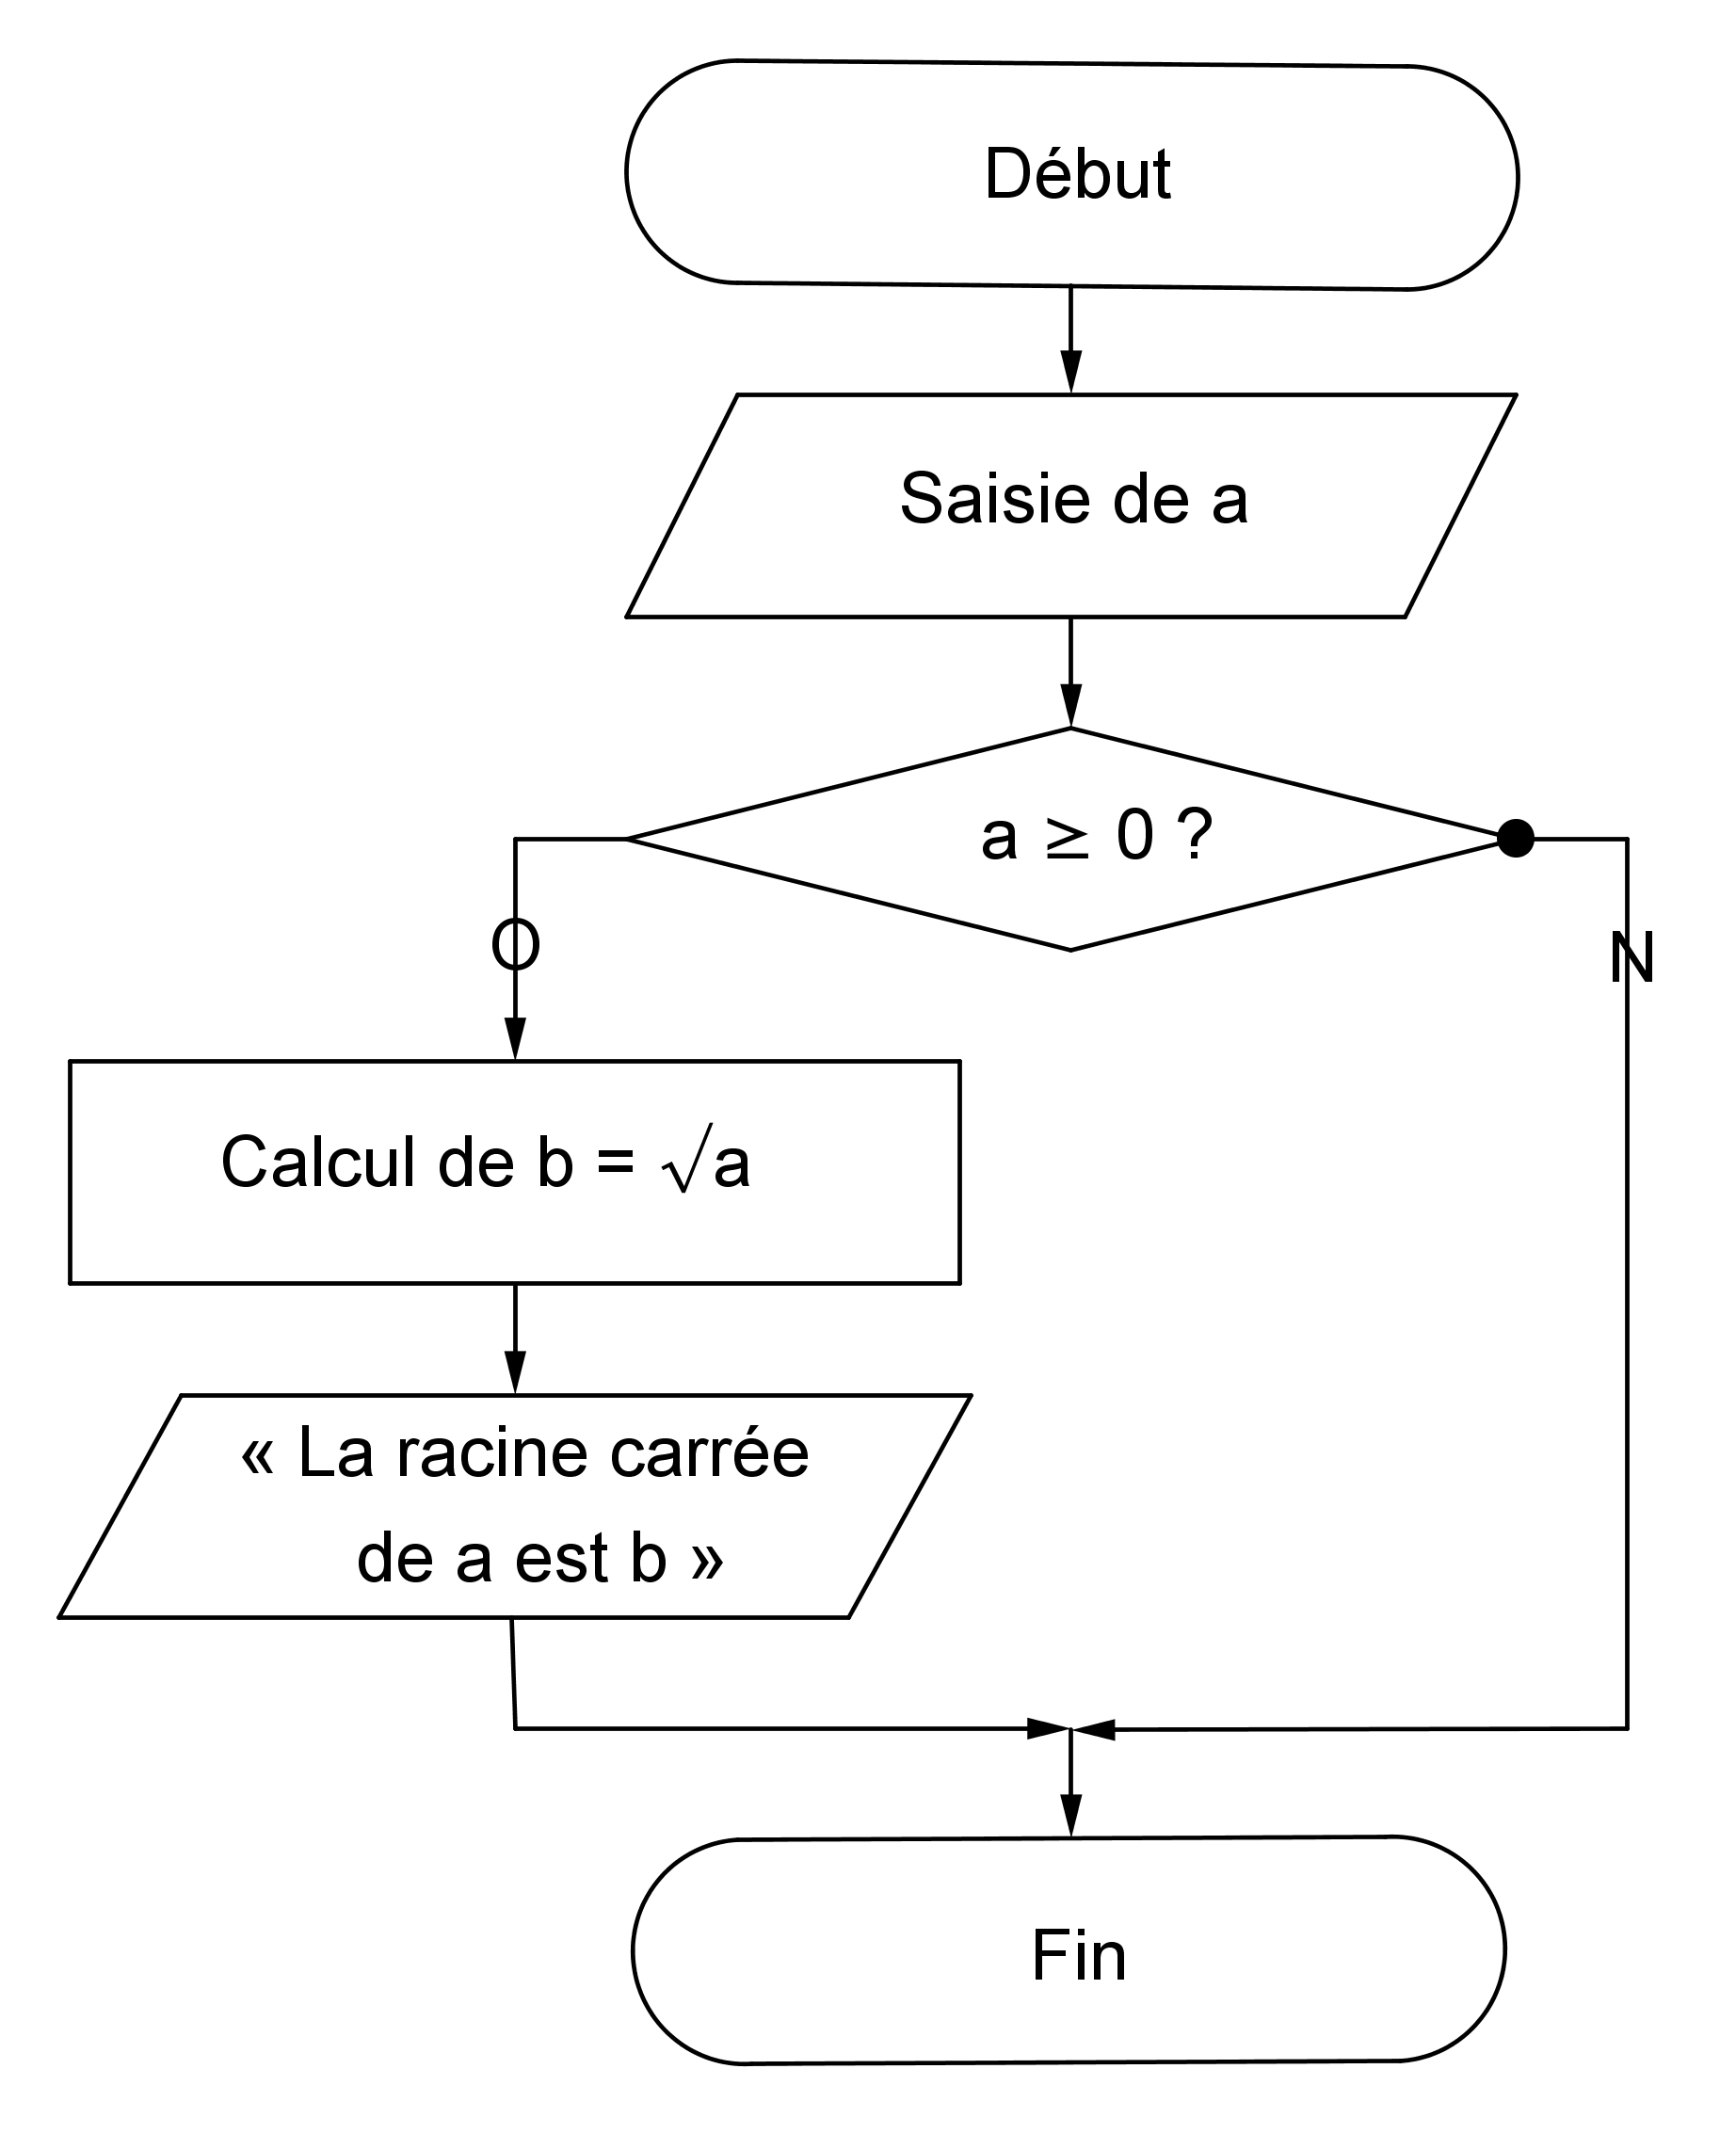 Début
Saisie de a
a ≥ 0 ?
O
N
Calcul de b = √a
« La racine carrée
de a est b »
Fin